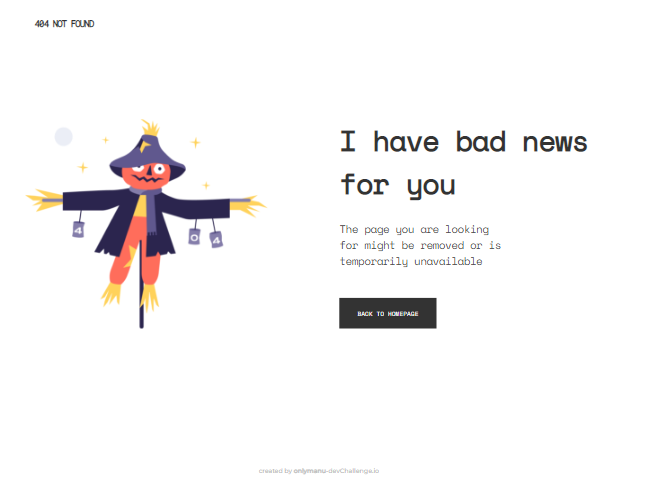 404 NOT FOUND
I have bad news
for you
4
0
4
The page you are looking
for might be removed or is
temporarily unavailable
BACK TO HOMEPAGE
created by onlymanu-devChallenge.io